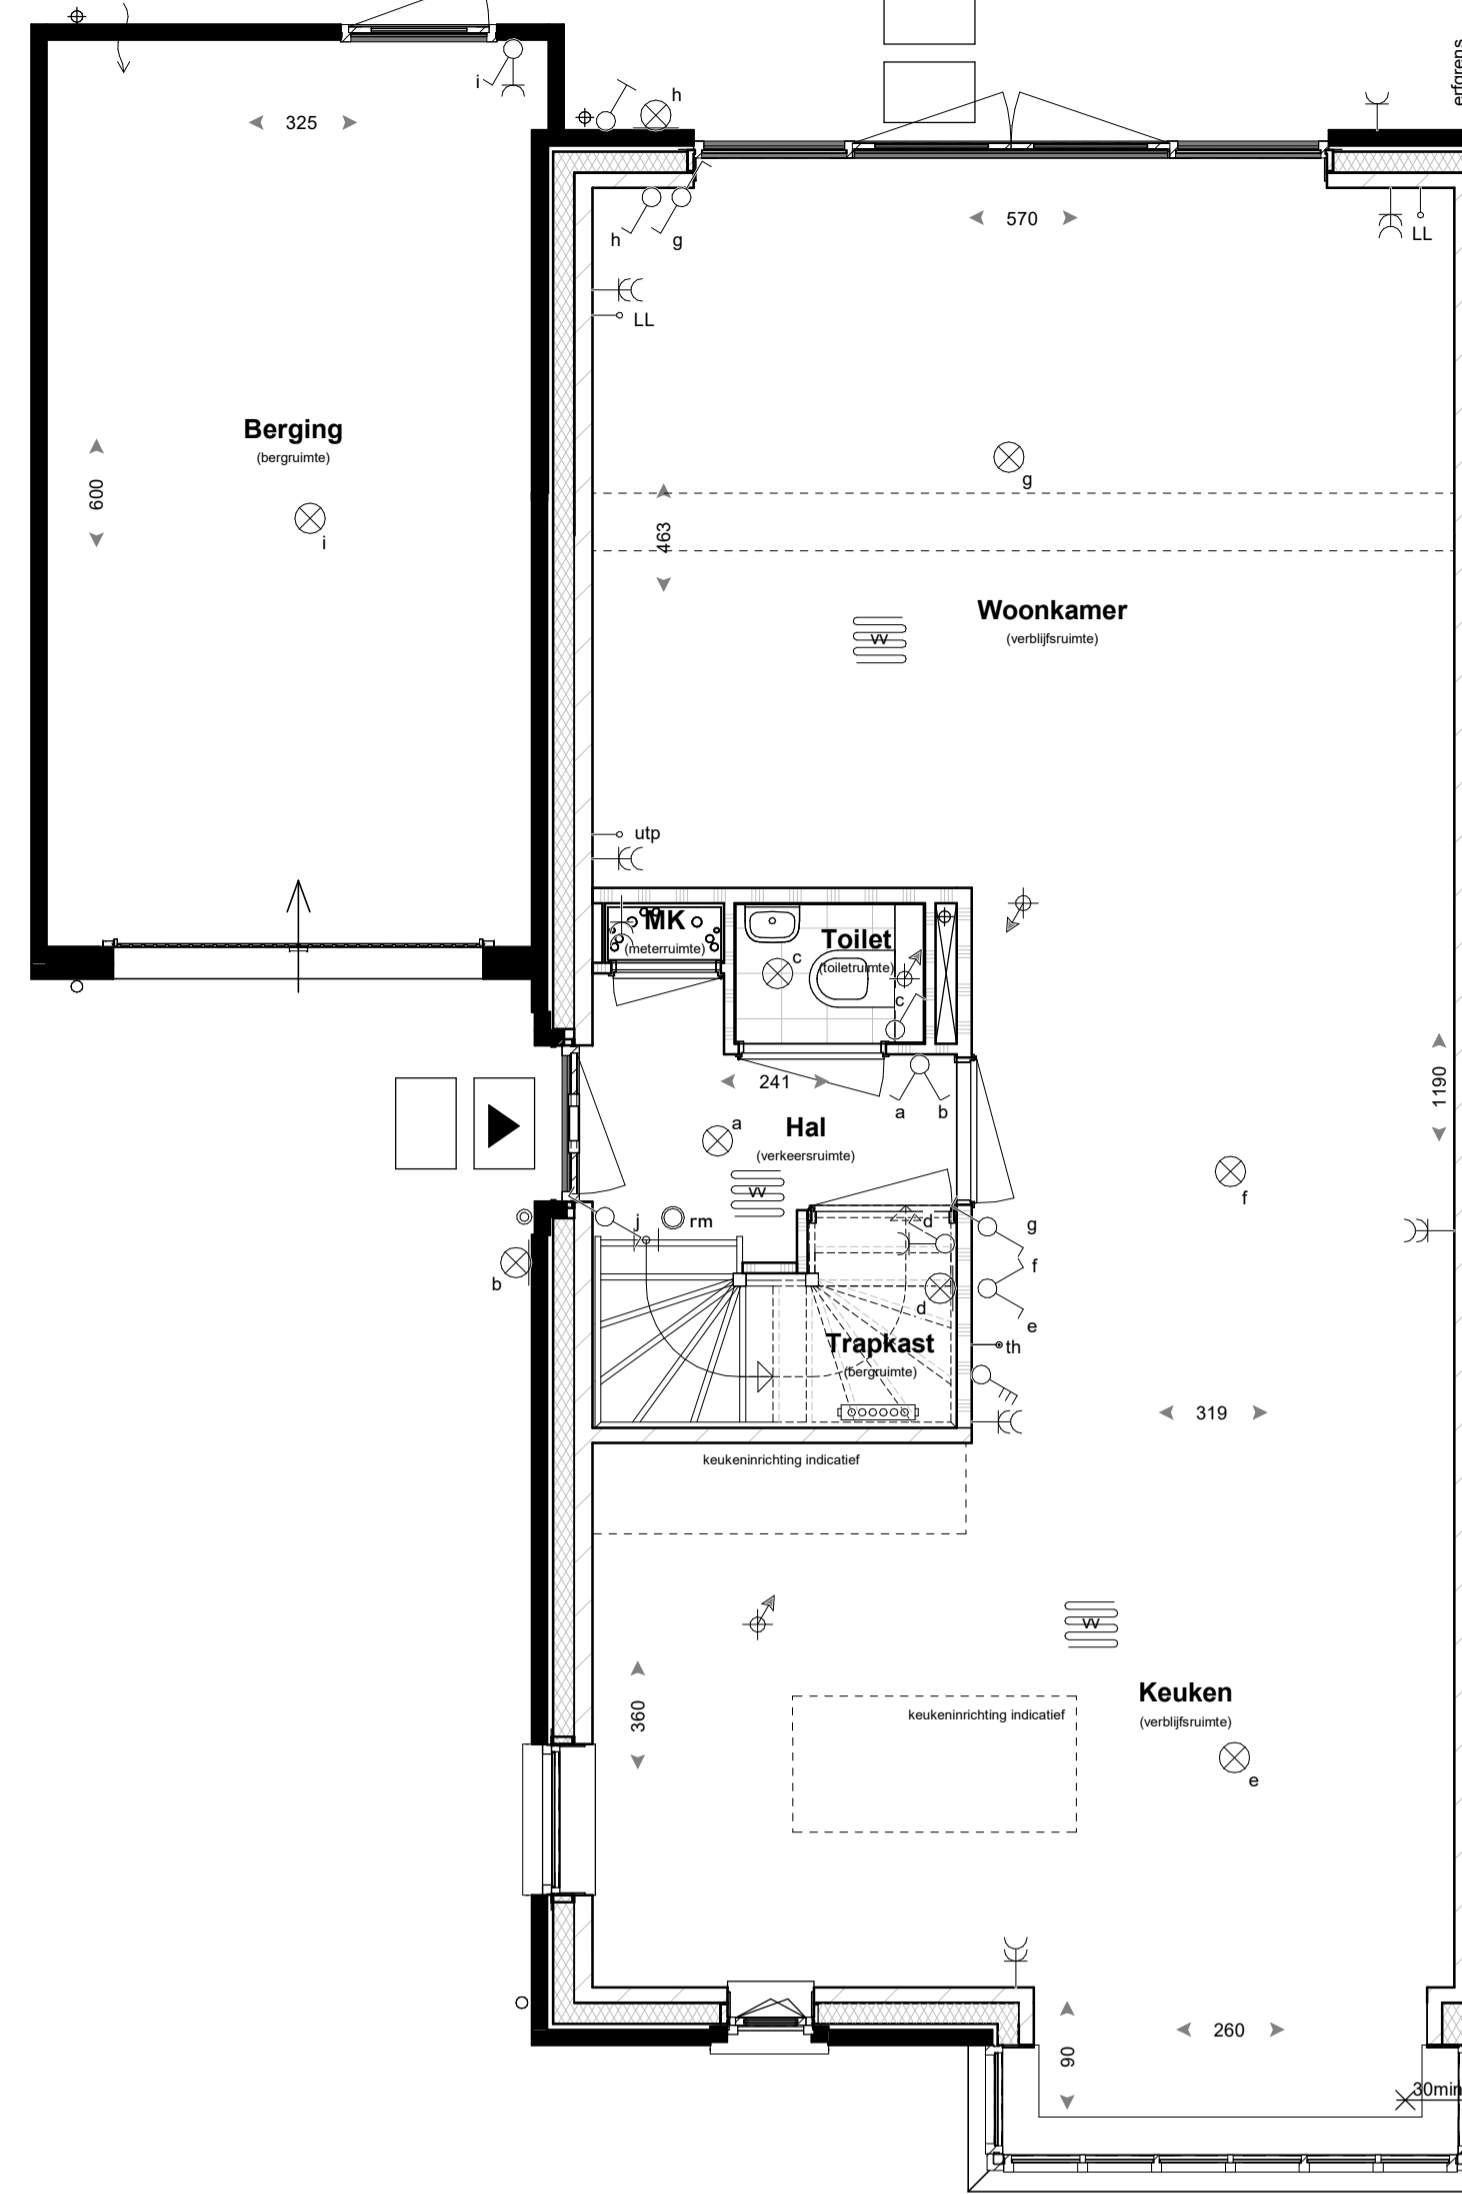 erfgrens
i
h
325
570
h
g
LL
LL
Berging
(bergruimte)
600
i
g
463
Woonkamer
(verblijfsruimte)
vv
utp
MK
(meterruimte)
Toilet
(toiletruimte)
c
c
241
a
b
1190
a
Hal
(verkeersruimte)
vv
f
j
rm
d
g
f
b
d
e
Trapkast
(bergruimte)
th
319
keukeninrichting indicatief
vv
360
Keuken
(verblijfsruimte)
keukeninrichting indicatief
e
90
260
30min